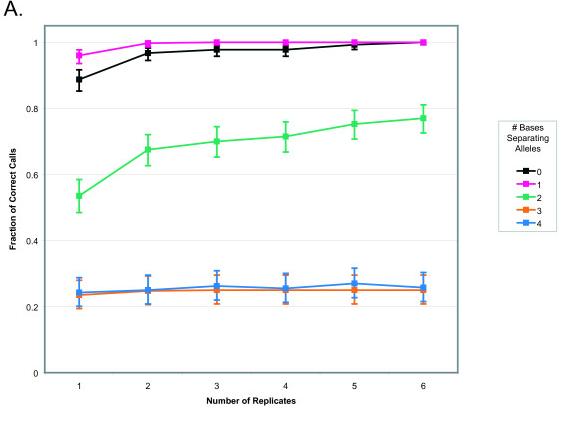 A.
1
0.8
0.6
0.4
0.2
0
Fraction of Correct Calls
1 2 3 4 5 6
Number of Replicates
# Bases
Separating
Alleles
0
1
2
3
4